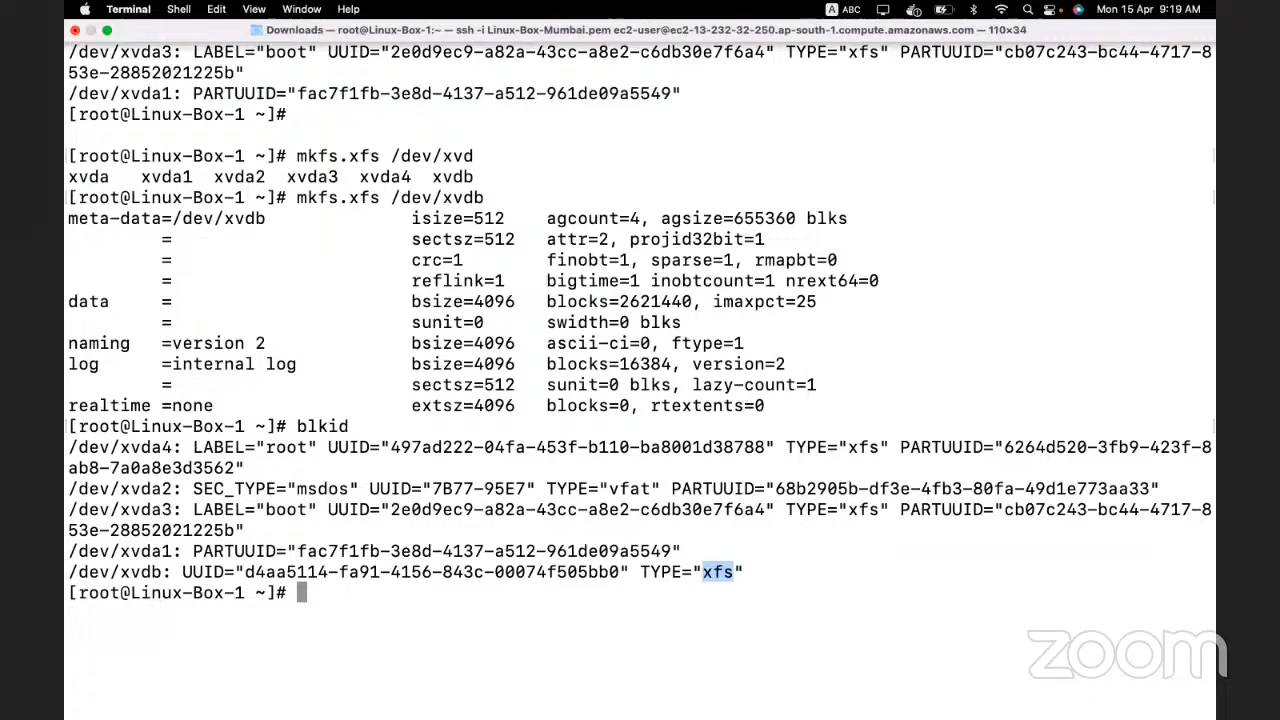 Terminal Shell Edit View Window Help A ABC Mon 15 Apr 9:19 AM
Downloads — root@Linux-Box-1:~ — ssh -i Linux-Box-Mumbai.pem ec2-user@ec2-13-232-32-250.ap-south-1.compute.amazonaws.com — 110×34
/dev/xvda3: LABEL="boot" UUID="2e0d9ec9-a82a-43cc-a8e2-c6db30e7f6a4" TYPE="xfs" PARTUUID="cb07c243-bc44-4717-8
53e-28852021225b"
/dev/xvda1: PARTUUID="fac7f1fb-3e8d-4137-a512-961de09a5549"
[root@Linux-Box-1 ~]#
[root@Linux-Box-1 ~]# mkfs.xfs /dev/xvd
xvda xvda1 xvda2 xvda3 xvda4 xvdb
[root@Linux-Box-1 ~]# mkfs.xfs /dev/xvdb
meta-data=/dev/xvdb isize=512 agcount=4, agsize=655360 blks
= sectsz=512 attr=2, projid32bit=1
= crc=1 finobt=1, sparse=1, rmapbt=0
= reflink=1 bigtime=1 inobtcount=1 nrext64=0
data = bsize=4096 blocks=2621440, imaxpct=25
= sunit=0 swidth=0 blks
naming =version 2 bsize=4096 ascii-ci=0, ftype=1
log =internal log bsize=4096 blocks=16384, version=2
= sectsz=512 sunit=0 blks, lazy-count=1
realtime =none extsz=4096 blocks=0, rtextents=0
[root@Linux-Box-1 ~]# blkid
/dev/xvda4: LABEL="root" UUID="497ad222-04fa-453f-b110-ba8001d38788" TYPE="xfs" PARTUUID="6264d520-3fb9-423f-8
ab8-7a0a8e3d3562"
/dev/xvda2: SEC_TYPE="msdos" UUID="7B77-95E7" TYPE="vfat" PARTUUID="68b2905b-df3e-4fb3-80fa-49d1e773aa33"
/dev/xvda3: LABEL="boot" UUID="2e0d9ec9-a82a-43cc-a8e2-c6db30e7f6a4" TYPE="xfs" PARTUUID="cb07c243-bc44-4717-8
53e-28852021225b"
/dev/xvda1: PARTUUID="fac7f1fb-3e8d-4137-a512-961de09a5549"
/dev/xvdb: UUID="d4aa5114-fa91-4156-843c-00074f505bb0" TYPE="xfs"
[root@Linux-Box-1 ~]#
zoom